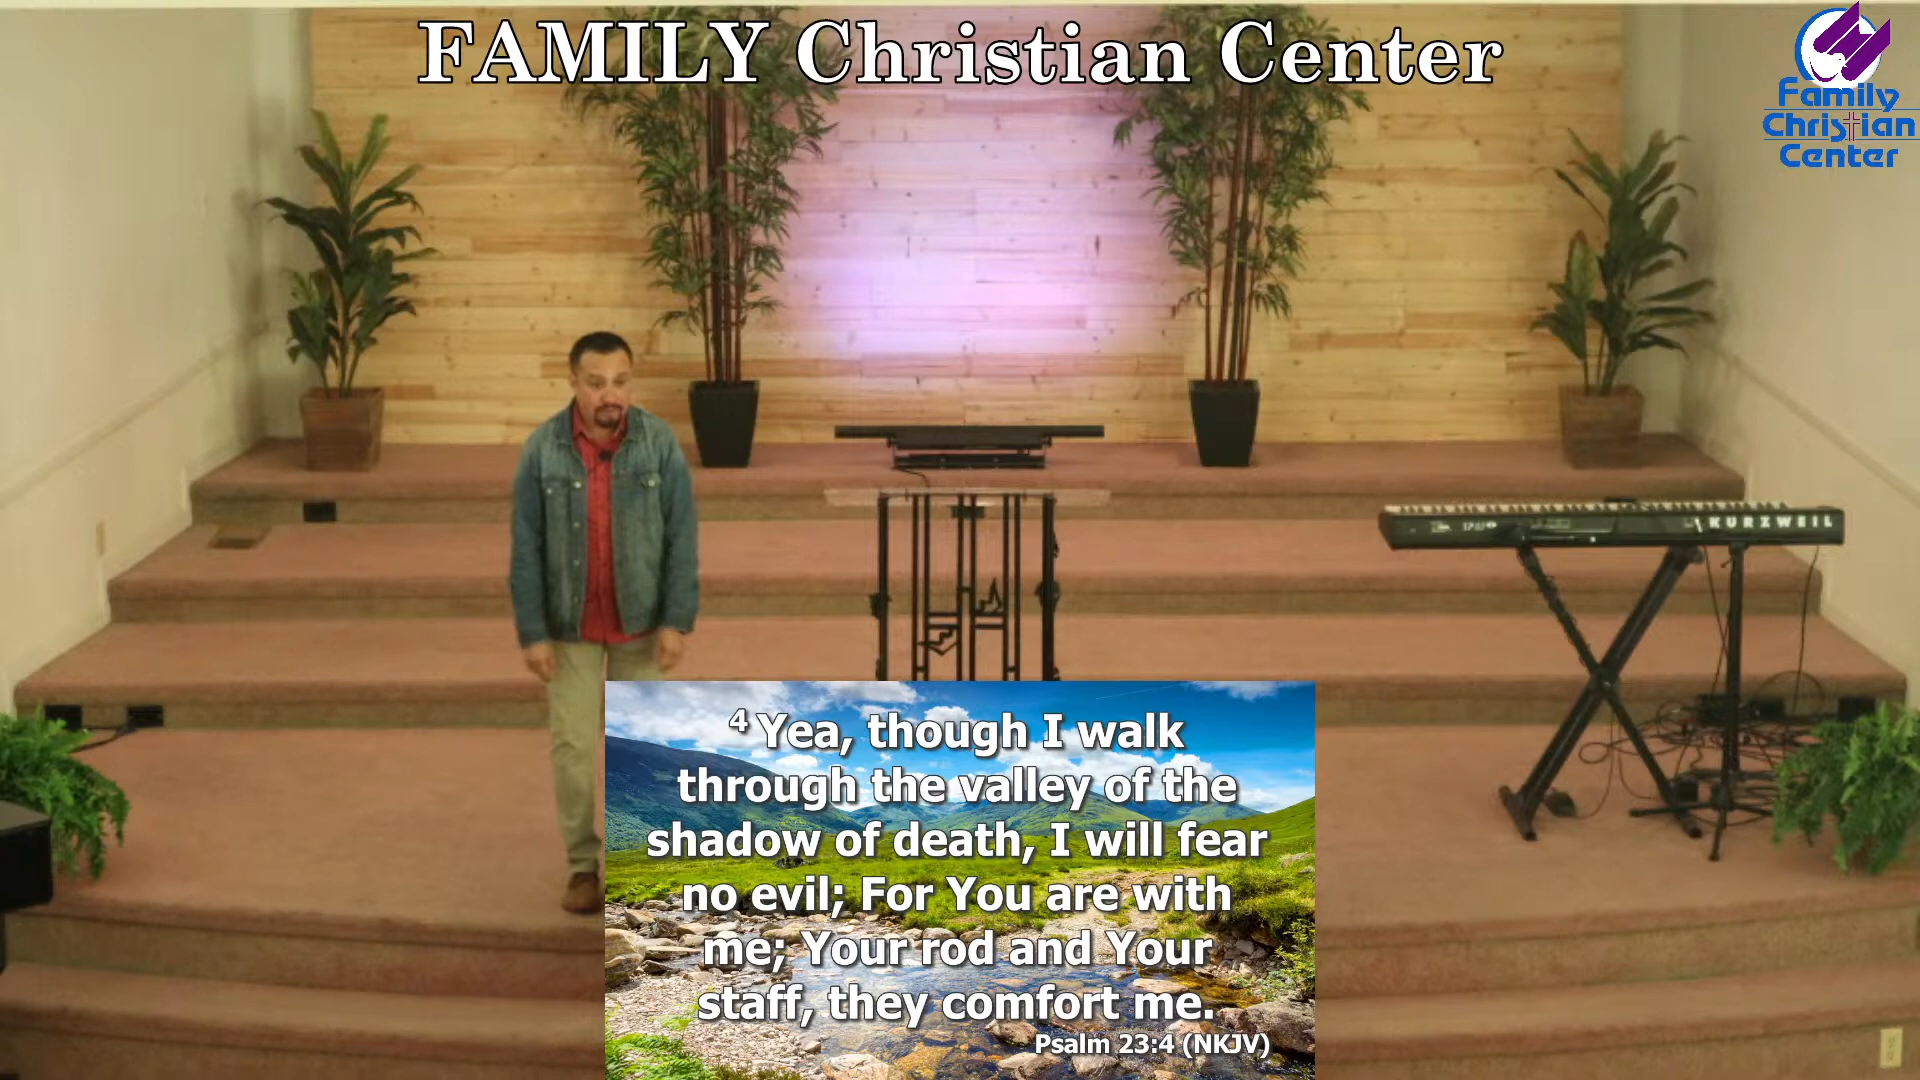 FAMILY Christian Center
Family
Christian
Center
KURZWEIL
4 Yea, though I walk
through the valley of the
shadow of death, I will fear
no evil; For You are with
me; Your rod and Your
staff, they comfort me.
Psalm 23:4 (NKJV)